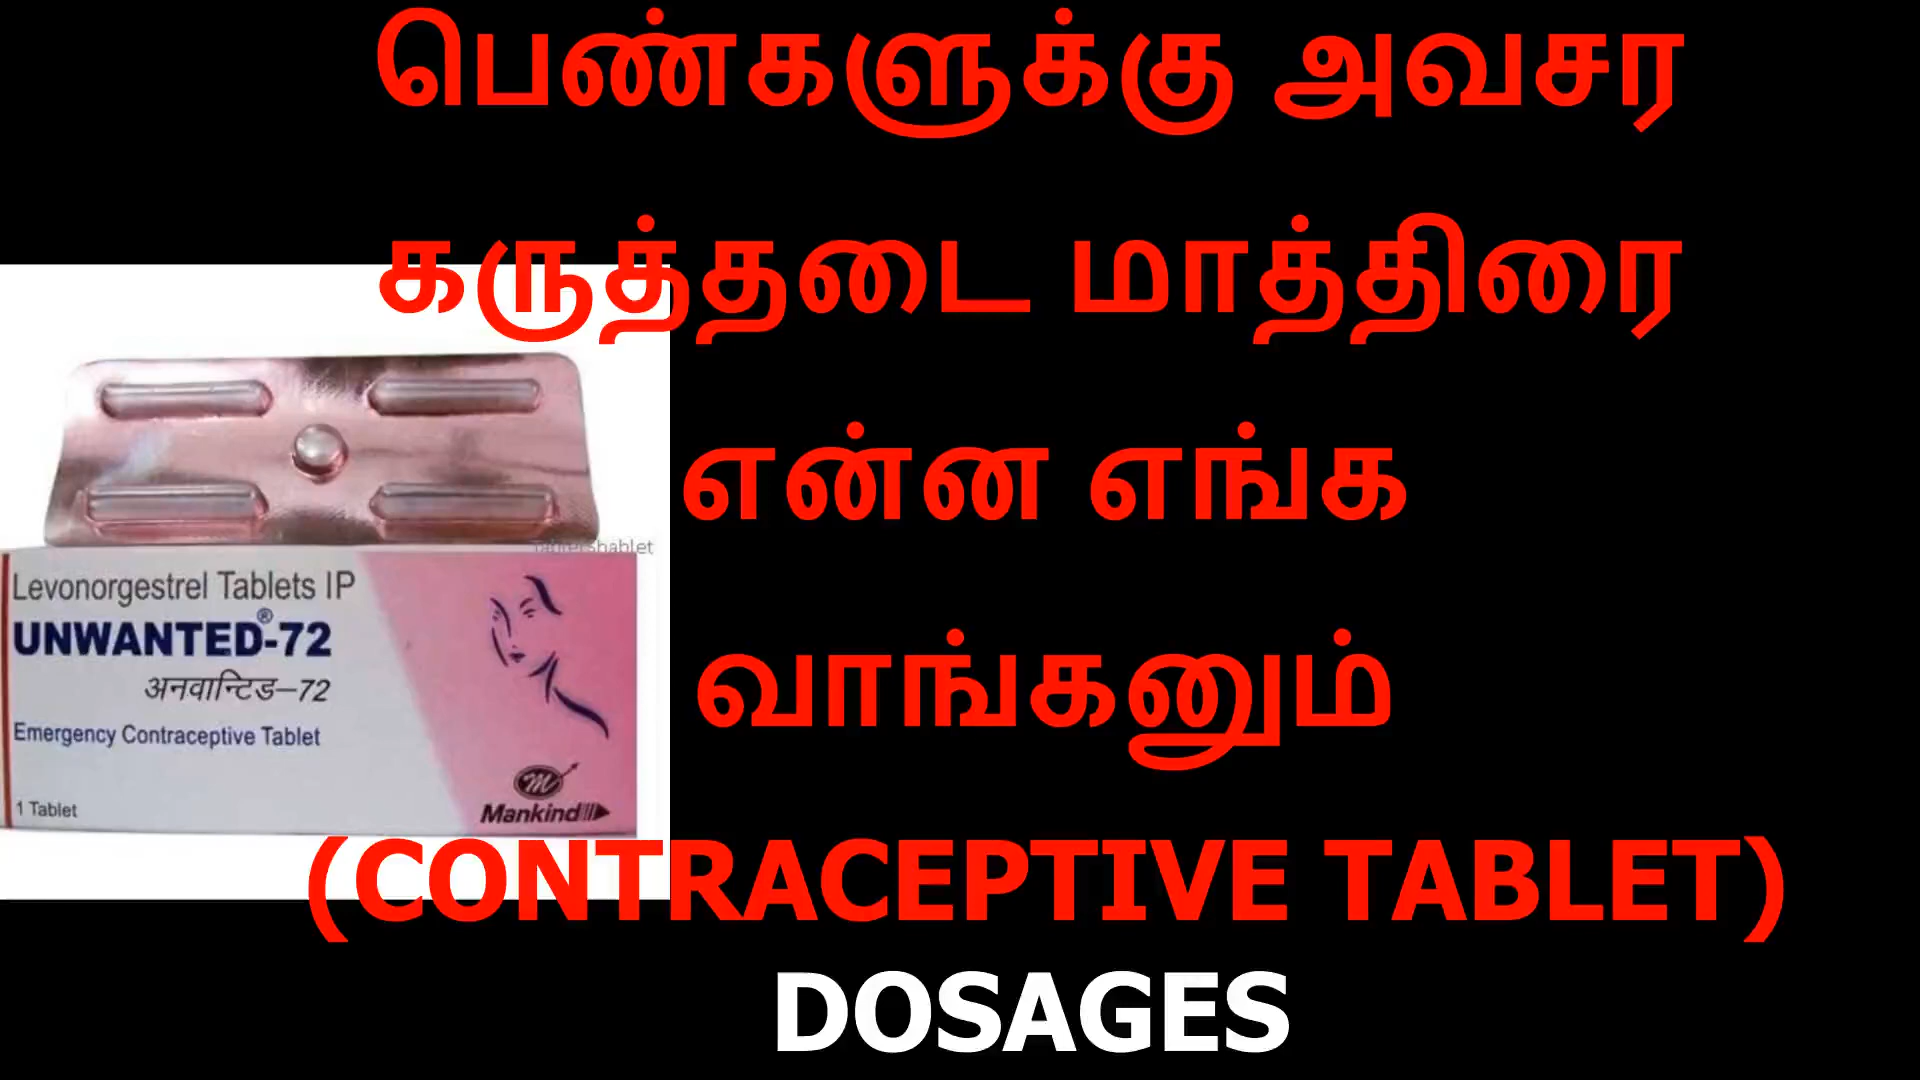 பெண்களுக்கு அவசர
கருத்தடை மாத்திரை
என்ன எங்க
வாங்கனும்
(CONTRACEPTIVE TABLET)
DOSAGES
Levonorgestrel Tablets IP
UNWANTED®-72
अनवान्टिड–72
Emergency Contraceptive Tablet
1 Tablet
Mankind